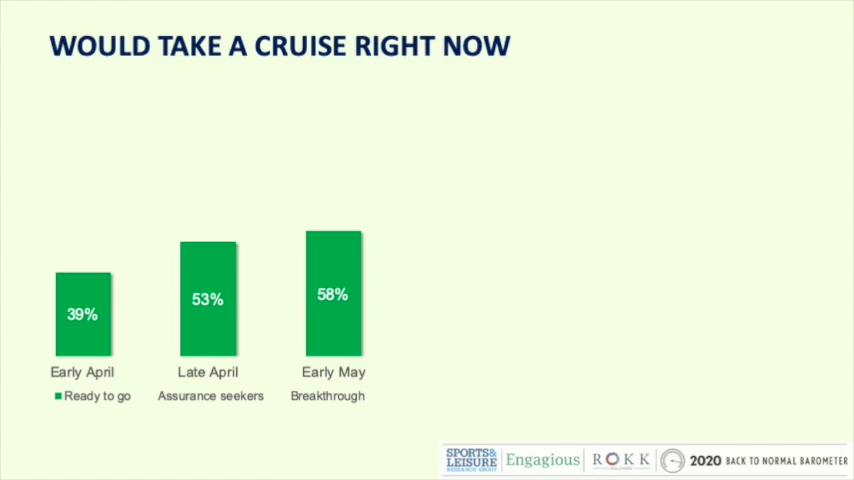 WOULD TAKE A CRUISE RIGHT NOW
39%
53%
58%
Early April Late April Early May
Ready to go Assurance seekers Breakthrough
SPORTS&
LEISURE
RESEARCH GROUP
Engagious
ROKK
SOLUTIONS
2020 BACK TO NORMAL BAROMETER